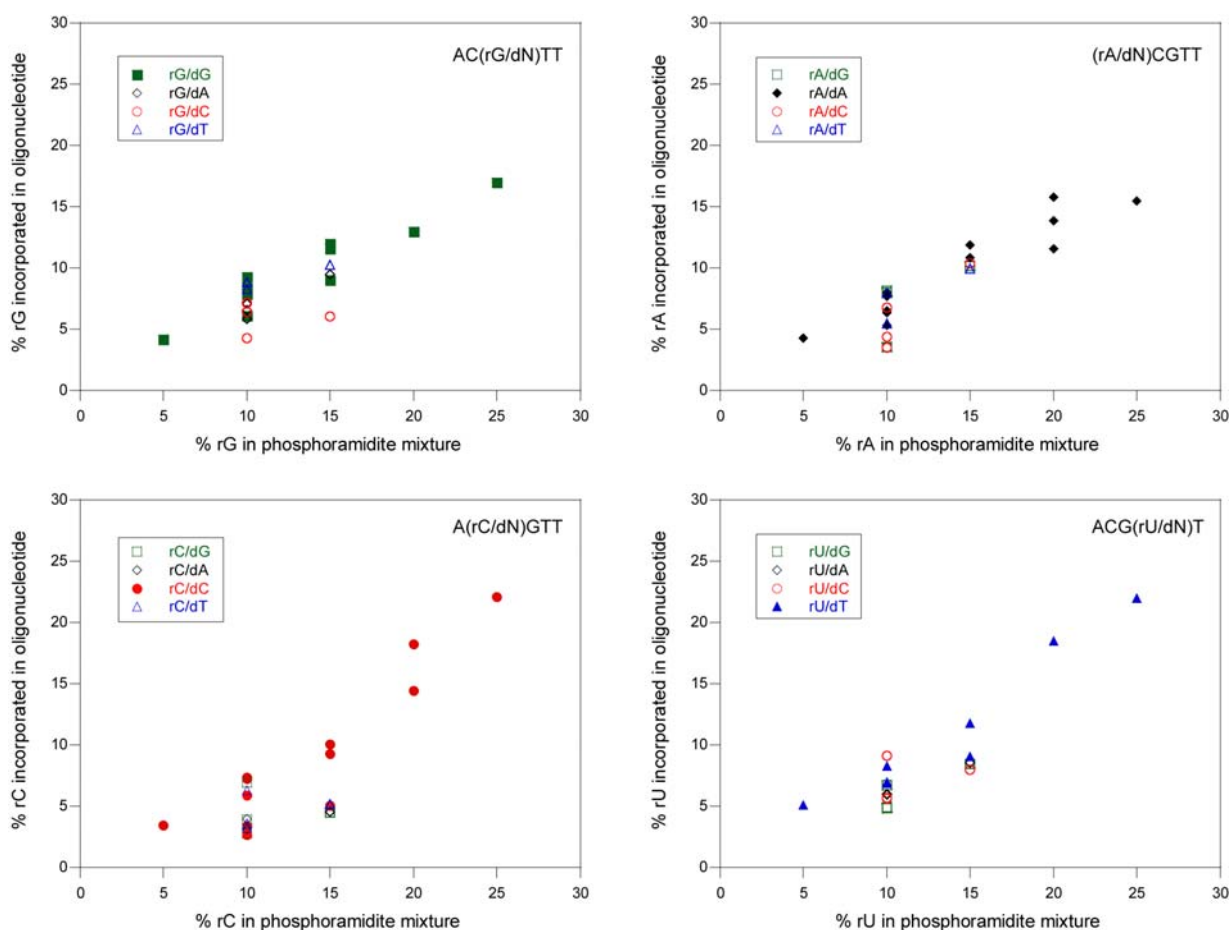 AC(rG/dN)TT
rG/dG
rG/dA
rG/dC
rG/dT
% rG incorporated in oligonucleotide
30
25
20
15
10
5
0
0 5 10 15 20 25 30
% rG in phosphoramidite mixture
(rA/dN)CGTT
rA/dG
rA/dA
rA/dC
rA/dT
% rA incorporated in oligonucleotide
30
25
20
15
10
5
0
0 5 10 15 20 25 30
% rA in phosphoramidite mixture
A(rC/dN)GTT
rC/dG
rC/dA
rC/dC
rC/dT
% rC incorporated in oligonucleotide
30
25
20
15
10
5
0
0 5 10 15 20 25 30
% rC in phosphoramidite mixture
ACG(rU/dN)T
rU/dG
rU/dA
rU/dC
rU/dT
% rU incorporated in oligonucleotide
30
25
20
15
10
5
0
0 5 10 15 20 25 30
% rU in phosphoramidite mixture